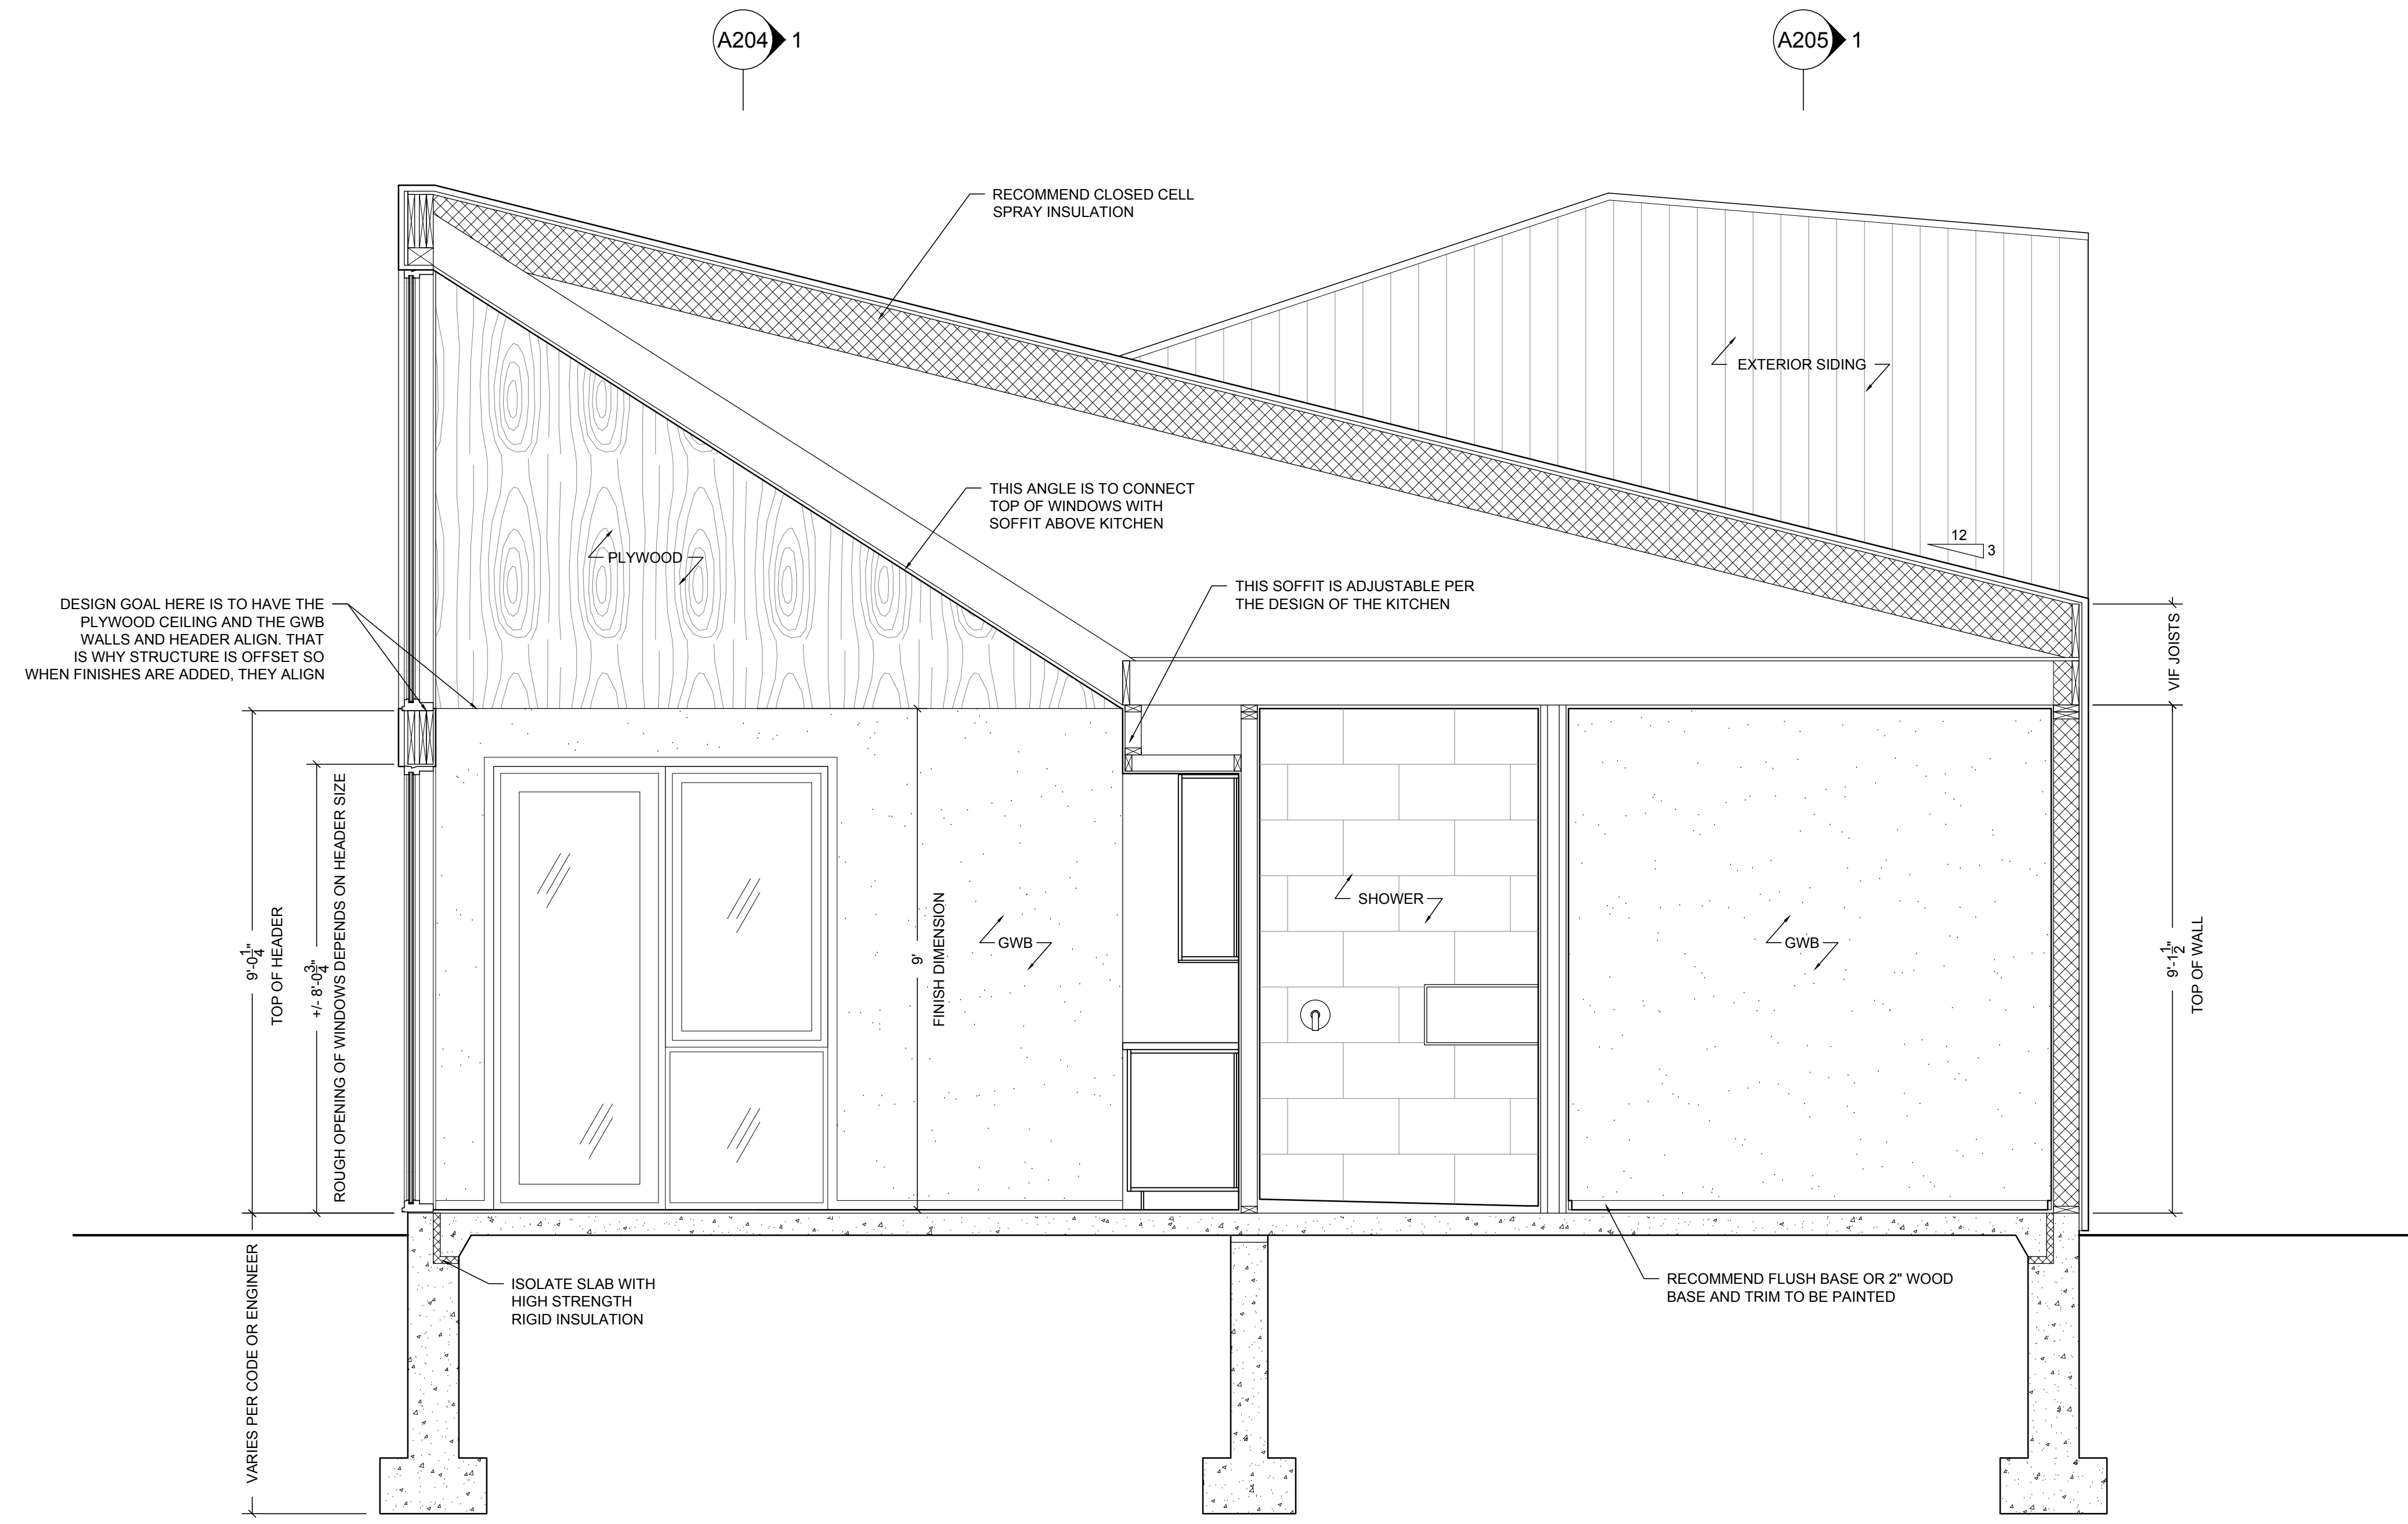 A204 1
A205 1
RECOMMEND CLOSED CELL
SPRAY INSULATION
EXTERIOR SIDING
THIS ANGLE IS TO CONNECT
TOP OF WINDOWS WITH
SOFFIT ABOVE KITCHEN
PLYWOOD
12
3
THIS SOFFIT IS ADJUSTABLE PER
THE DESIGN OF THE KITCHEN
DESIGN GOAL HERE IS TO HAVE THE
PLYWOOD CEILING AND THE GWB
WALLS AND HEADER ALIGN. THAT
IS WHY STRUCTURE IS OFFSET SO
WHEN FINISHES ARE ADDED, THEY ALIGN
VIF JOISTS
9'-0 1/4"
TOP OF HEADER
+/- 8'-0 3/4"
ROUGH OPENING OF WINDOWS DEPENDS ON HEADER SIZE
9'
FINISH DIMENSION
GWB
SHOWER
GWB
9'-1 1/2"
TOP OF WALL
VARIES PER CODE OR ENGINEER
ISOLATE SLAB WITH
HIGH STRENGTH
RIGID INSULATION
RECOMMEND FLUSH BASE OR 2" WOOD
BASE AND TRIM TO BE PAINTED